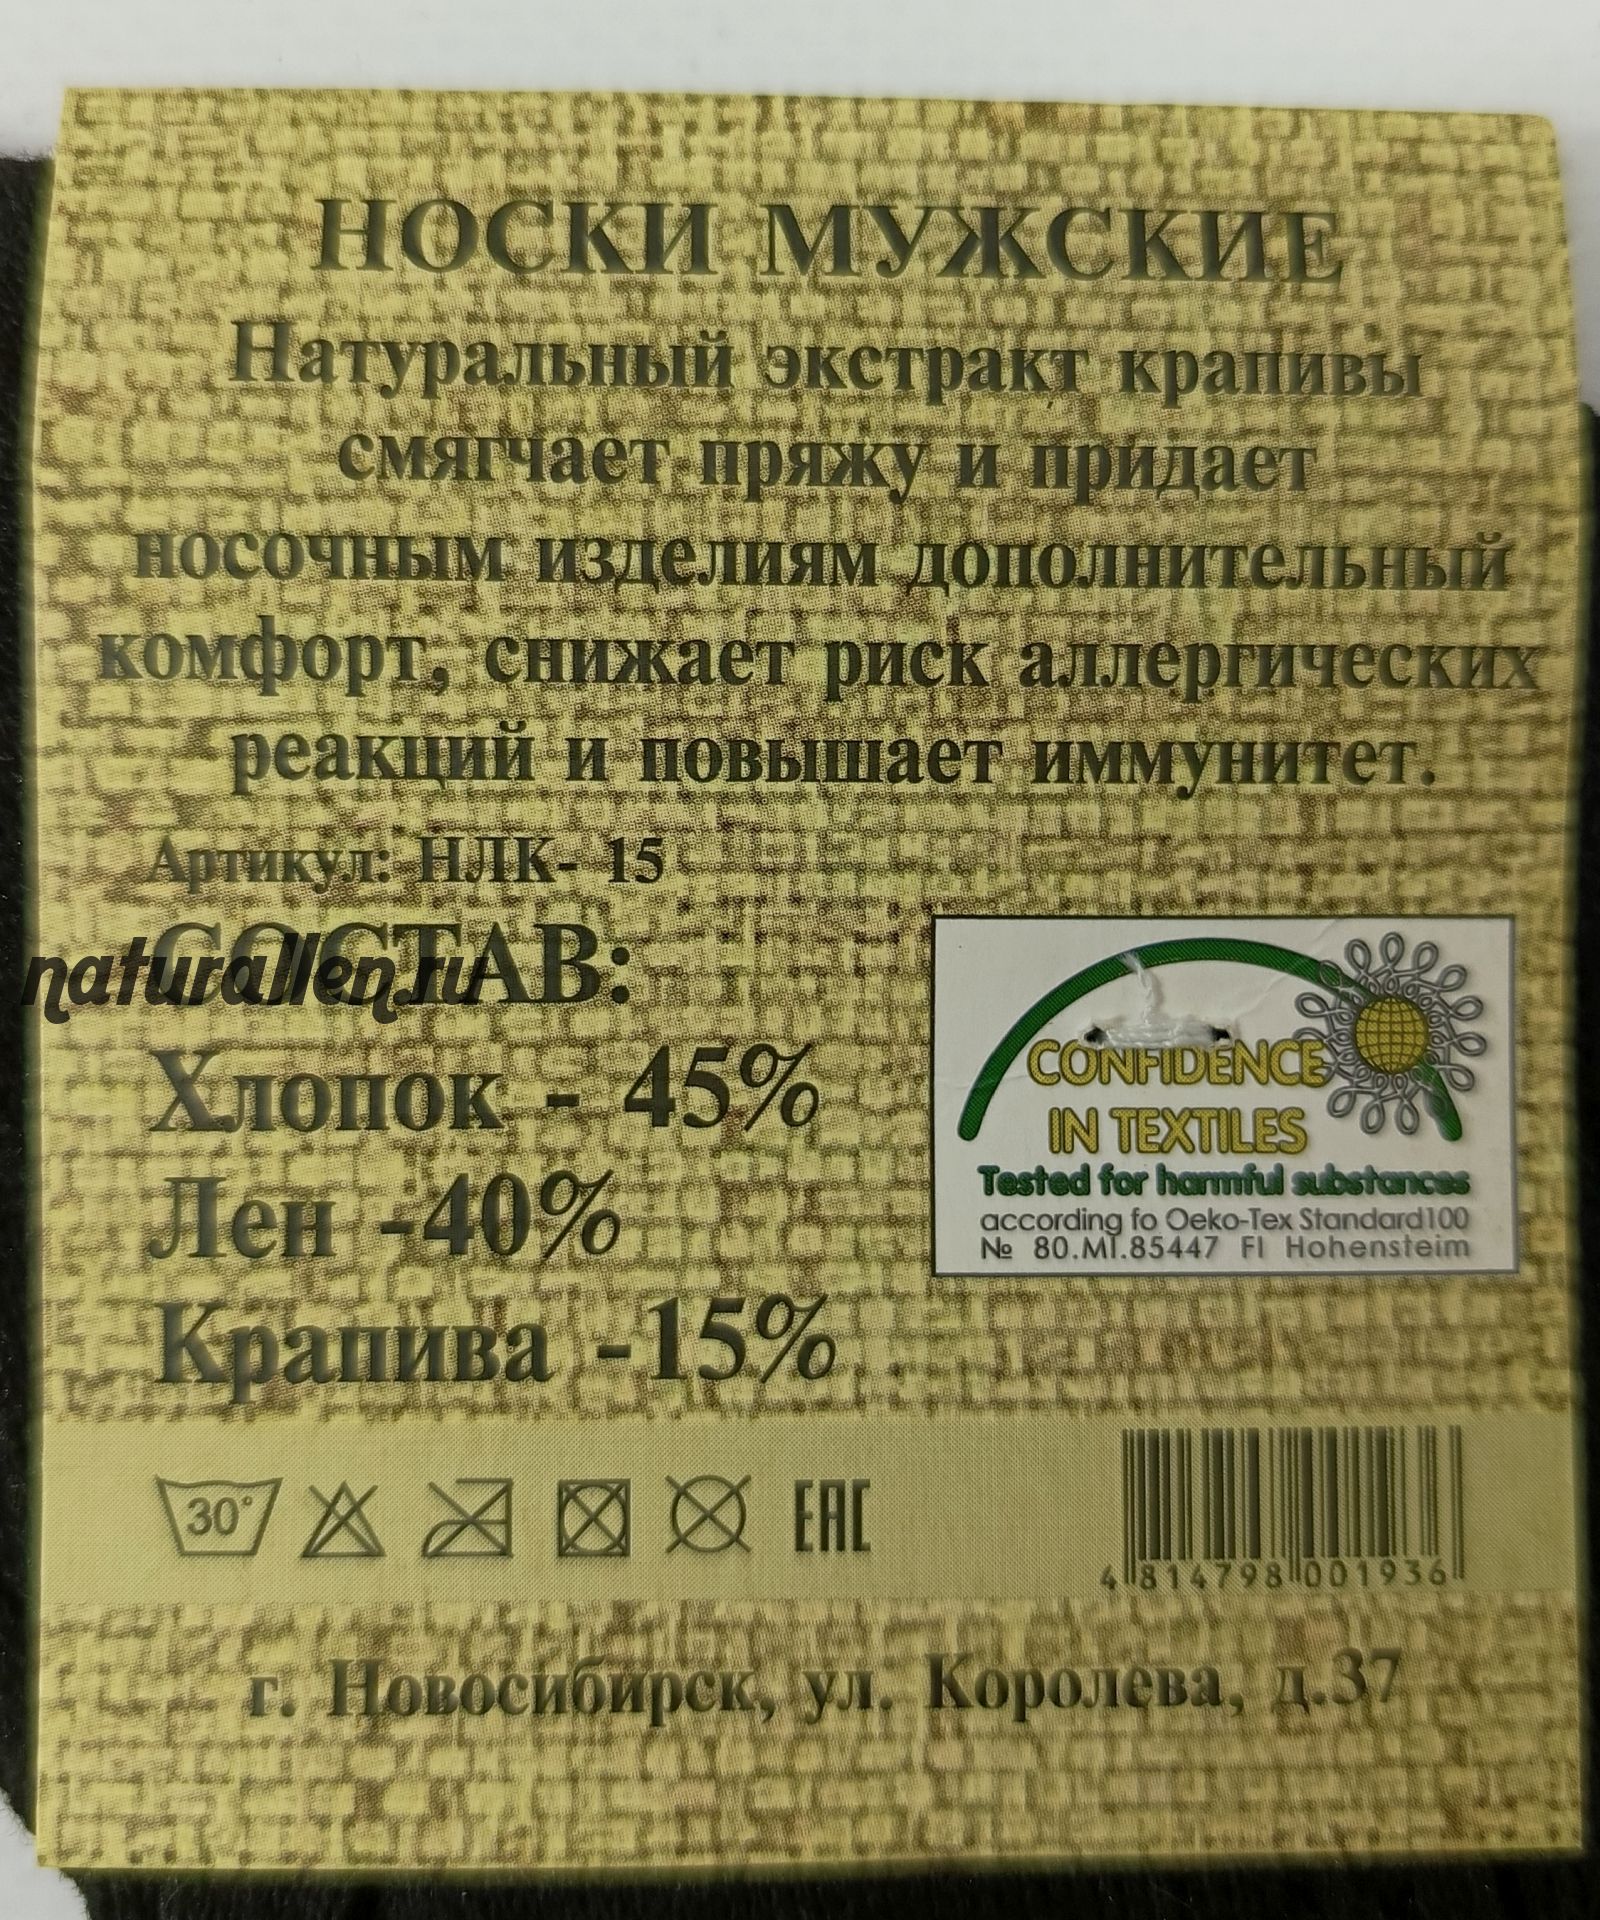 НОСКИ МУЖСКИЕ
Натуральный экстракт крапивы
смягчает пряжу и придает
носочным изделиям дополнительный
комфорт, снижает риск аллергических
реакций и повышает иммунитет.
Артикул: НЛК- 15
СОСТАВ:
naturallen.ru
Хлопок - 45%
Лен -40%
Крапива -15%
CONFIDENCE
IN TEXTILES
Tested for harmful substances
according fo Oeko-Tex Standard100
№ 80.MI.85447 FI Hohensteim
30° EAC
4 814798 001936
г. Новосибирск, ул. Королева, д.37